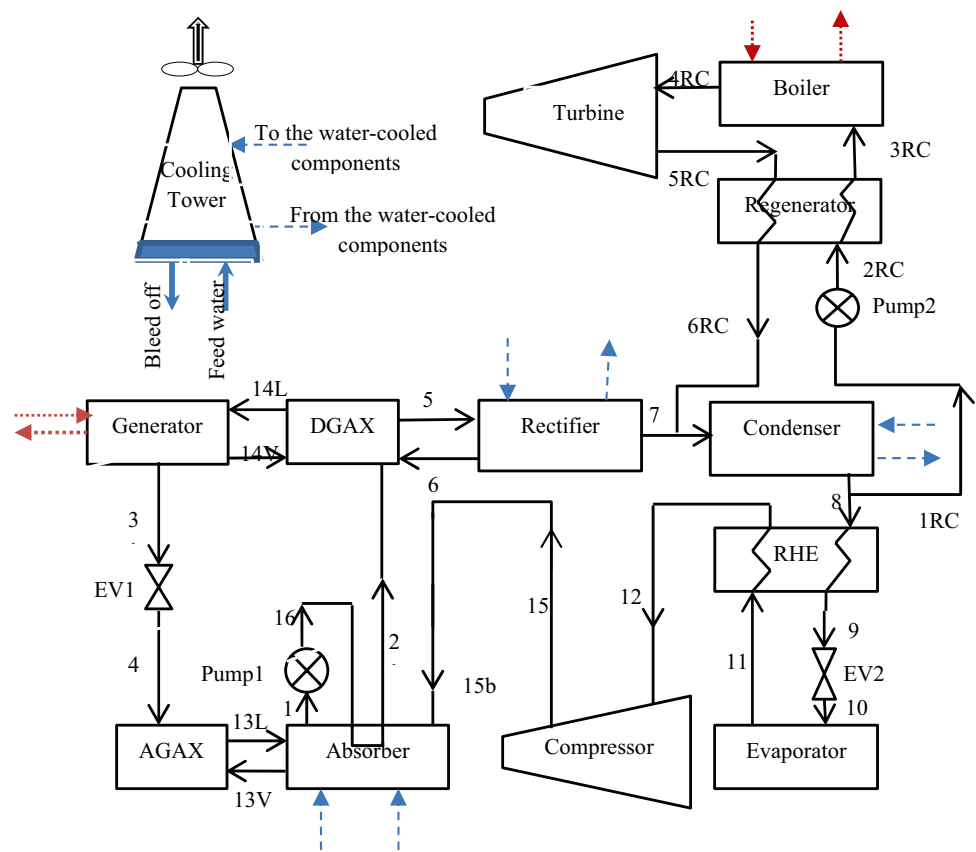 4RC
Boiler
Turbine
To the water-cooled
components
3RC
Cooling
Tower
5RC
Regenerator
From the water-cooled
components
2RC
Bleed off
Feed water
Pump2
6RC
14L
5
7
Generator
DGAX
Rectifier
Condenser
14V
6
8
1RC
3
RHE
EV1
16
15
12
2
9
4
Pump1
15b
11
EV2
1
10
13L
AGAX
Absorber
Compressor
Evaporator
13V